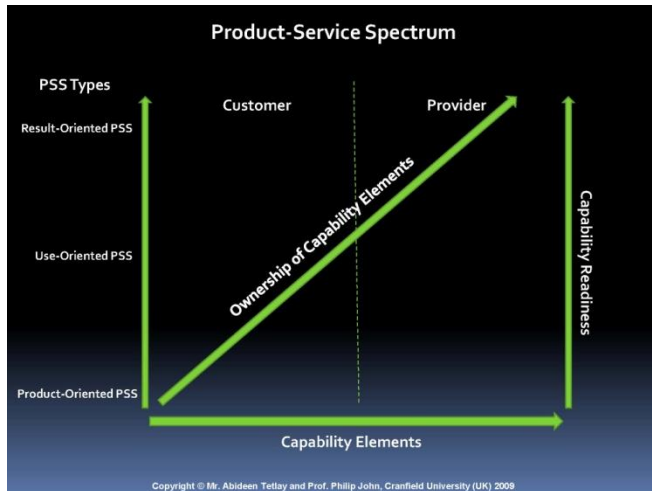 Product-Service Spectrum
PSS Types
Customer
Provider
Result-Oriented PSS
Ownership of Capability Elements
Capability Readiness
Use-Oriented PSS
Product-Oriented PSS
Capability Elements
Copyright © Mr. Abideen Tetlay and Prof. Philip John, Cranfield University (UK) 2009